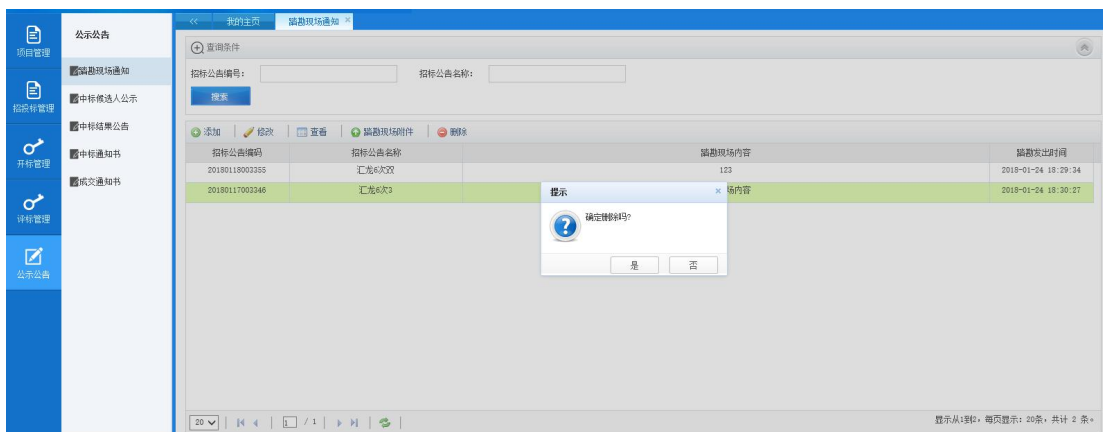 << 我的主页 踏勘现场通知 ×
项目管理
招投标管理
开标管理
评标管理
公示公告
公示公告
踏勘现场通知
中标候选人公示
中标结果公告
中标通知书
成交通知书
查询条件
招标公告编号： 招标公告名称：
搜索
添加 修改 查看 踏勘现场附件 删除
招标公告编码 招标公告名称 踏勘现场内容 踏勘发出时间
201801180033355 汇龙6次双 123 2018-01-24 18:29:34
20180117003346 汇龙6次3 场内容 2018-01-24 18:30:27
提示 ×
确定删除吗?
是 否
20 1 / 1 显示从1到2，每页显示：20条，共计 2 条。